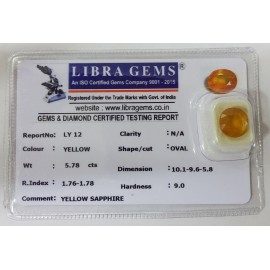 LIBRA GEMS
An ISO Certified Gems Company 9001 - 2015
Registered Under the Trade Marks with Govt. of India
website : www.libragems.co.in
GEMS & DIAMOND CERTIFIED TESTING REPORT
ReportNo: LY 12 Clarity: N/A
Colour : YELLOW Shape/cut : OVAL
Wt : 5.78 cts Dimension : 10.1-9.6-5.8
R.Index : 1.76-1.78 Hardness : 9.0
Comment : YELLOW SAPPHIRE